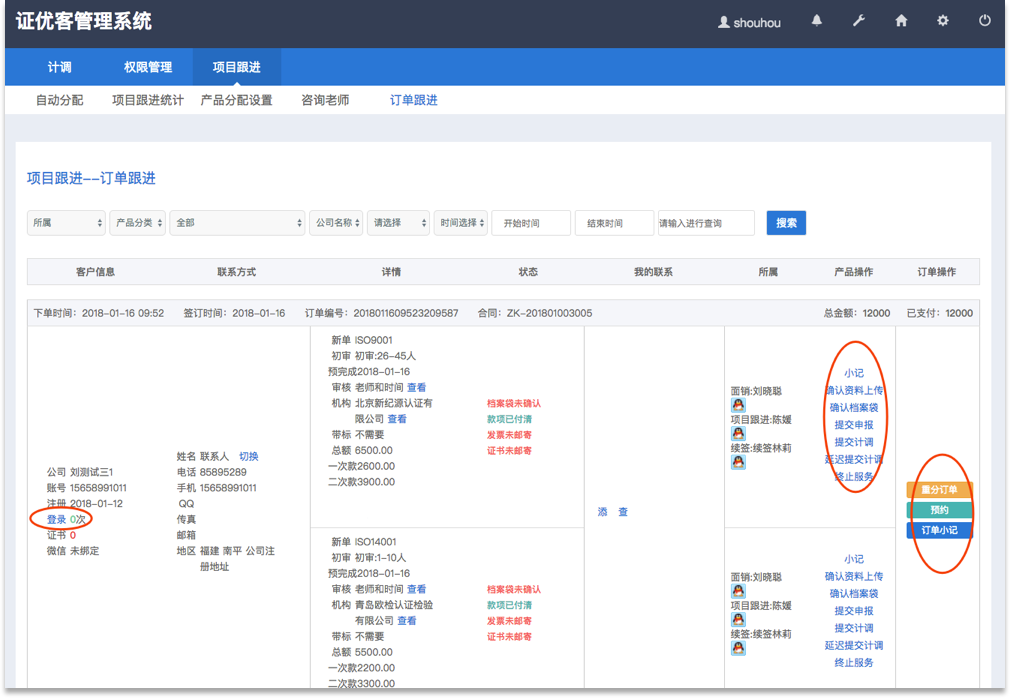 证优客管理系统
shouhou
计调 权限管理 项目跟进
自动分配 项目跟进统计 产品分配设置 咨询老师 订单跟进
项目跟进--订单跟进
所属 产品分类 全部 公司名称 请选择 时间选择 开始时间 结束时间 请输入进行查询 搜索
客户信息 联系方式 详情 状态 我的联系 所属 产品操作 订单操作
下单时间：2018-01-16 09:52 签订时间：2018-01-16 订单编号：2018011609523209587 合同：ZK-201801003005 总金额：12000 已支付：12000
公司 刘测试三1
账号 15658991011
注册 2018-01-12
登录 0次
证书 0
微信 未绑定
姓名 联系人 切换
电话 85895289
手机 15658991011
QQ
传真
邮箱
地区 福建 南平 公司注
册地址
新单 ISO9001
初审 初审:26-45人
预完成2018-01-16
审核 老师和时间 查看
机构 北京新纪源认证有
限公司 查看
带标 不需要
总额 6500.00
一次款2600.00
二次款3900.00
档案袋未确认
款项已付清
发票未邮寄
证书未邮寄
添 查
面销:刘晓聪
项目跟进:陈媛
续签:续签林莉
小记
确认资料上传
确认档案袋
提交申报
提交计调
延迟提交计调
终止服务
重分订单
预约
订单小记
新单 ISO14001
初审 初审:1-10人
预完成2018-01-16
审核 老师和时间 查看
机构 青岛欧检认证检验
有限公司 查看
带标 不需要
总额 5500.00
一次款2200.00
二次款3300.00
档案袋未确认
款项已付清
发票未邮寄
证书未邮寄
面销:刘晓聪
项目跟进:陈媛
续签:续签林莉
小记
确认资料上传
确认档案袋
提交申报
提交计调
延迟提交计调
终止服务